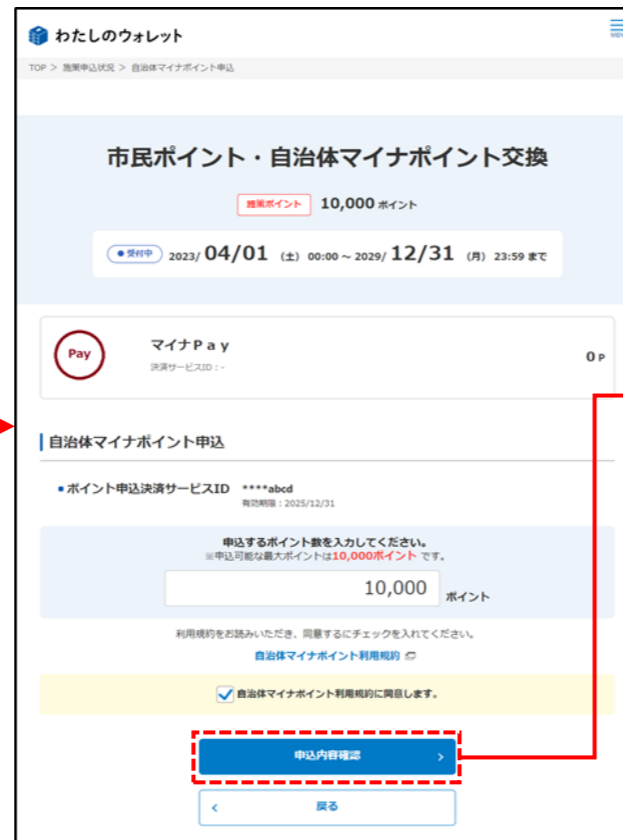 わたしのウォレット
MENU
TOP > 施策申込状況 > 自治体マイナポイント申込
市民ポイント・自治体マイナポイント交換
施策ポイント 10,000 ポイント
●受付中 2023/ 04/01 (土) 00:00 ~ 2029/ 12/31 (月) 23:59 まで
Pay マイナPay
決済サービスID：-
0 P
自治体マイナポイント申込
ポイント申込決済サービスID ****abcd
有効期限：2025/12/31
申込するポイント数を入力してください。
※申込可能な最大ポイントは10,000ポイント です。
10,000 ポイント
利用規約をお読みいただき、同意するにチェックを入れてください。
自治体マイナポイント利用規約
自治体マイナポイント利用規約に同意します。
申込内容確認 >
< 戻る